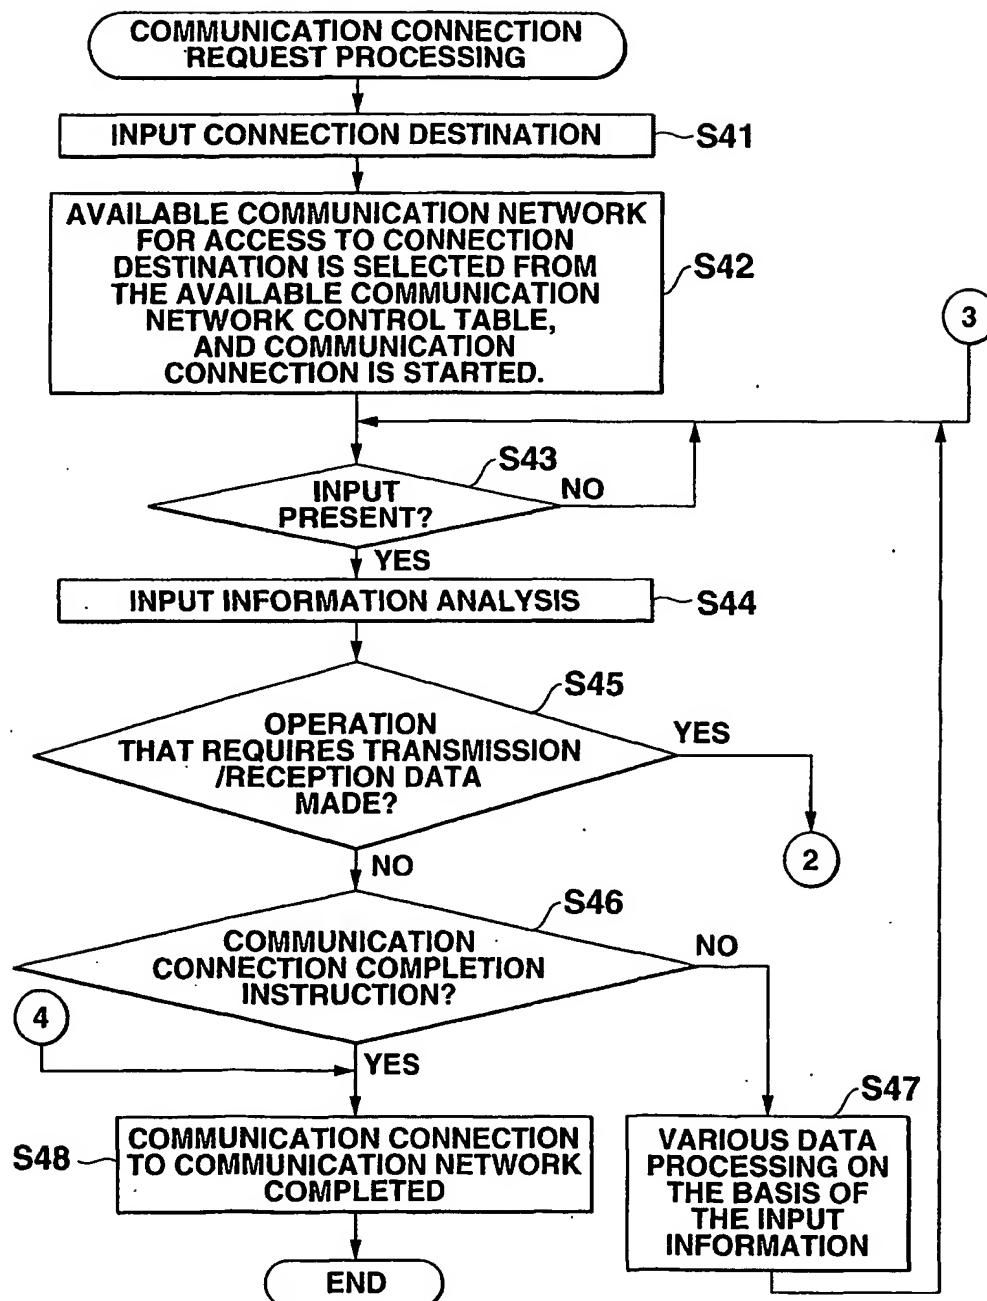 COMMUNICATION CONNECTION
REQUEST PROCESSING
INPUT CONNECTION DESTINATION
S41
AVAILABLE COMMUNICATION NETWORK
FOR ACCESS TO CONNECTION
DESTINATION IS SELECTED FROM
THE AVAILABLE COMMUNICATION
NETWORK CONTROL TABLE,
AND COMMUNICATION
CONNECTION IS STARTED.
S42
3
S43
INPUT
PRESENT?
NO
YES
INPUT INFORMATION ANALYSIS
S44
S45
OPERATION
THAT REQUIRES TRANSMISSION
/RECEPTION DATA
MADE?
YES
2
NO
S46
COMMUNICATION
CONNECTION COMPLETION
INSTRUCTION?
NO
4
YES
S47
S48
COMMUNICATION CONNECTION
TO COMMUNICATION NETWORK
COMPLETED
VARIOUS DATA
PROCESSING ON
THE BASIS OF
THE INPUT
INFORMATION
END